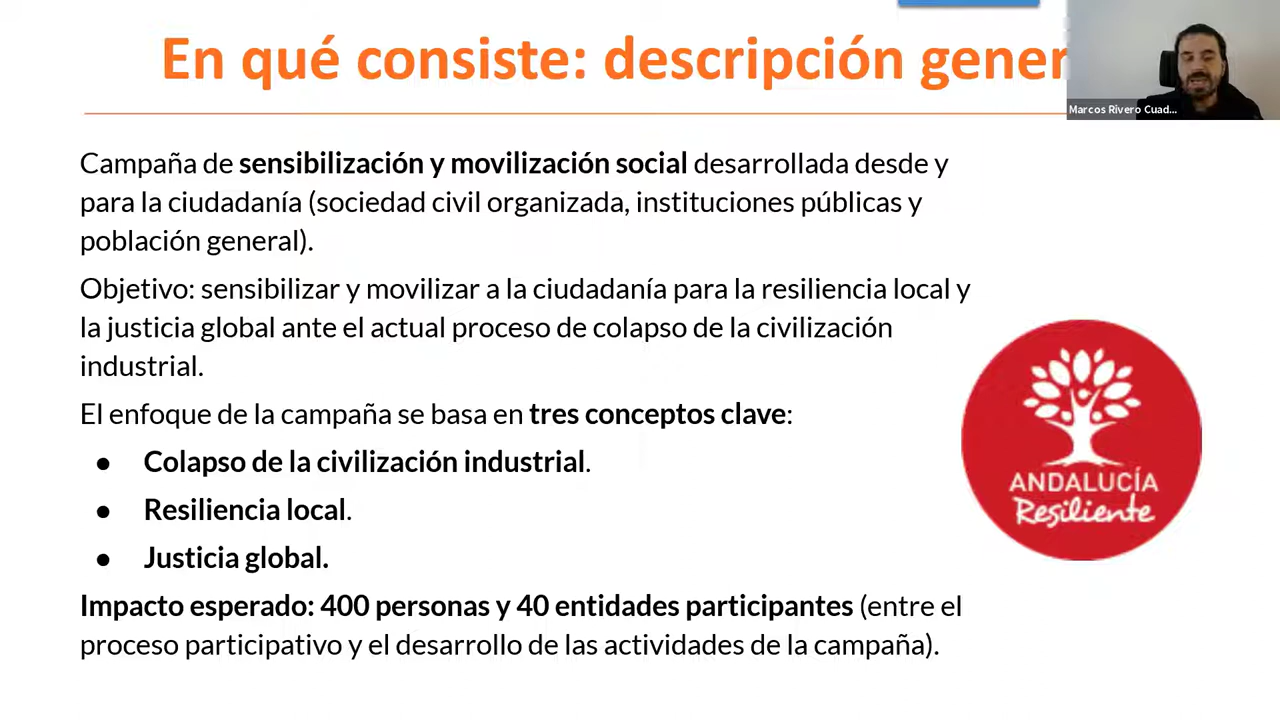 En qué consiste: descripción gener
Marcos Rivero Cuad...
Campaña de sensibilización y movilización social desarrollada desde y
para la ciudadanía (sociedad civil organizada, instituciones públicas y
población general).
Objetivo: sensibilizar y movilizar a la ciudadanía para la resiliencia local y
la justicia global ante el actual proceso de colapso de la civilización
industrial.
El enfoque de la campaña se basa en tres conceptos clave:
● Colapso de la civilización industrial.
● Resiliencia local.
● Justicia global.
Impacto esperado: 400 personas y 40 entidades participantes (entre el
proceso participativo y el desarrollo de las actividades de la campaña).
ANDALUCÍA
Resiliente